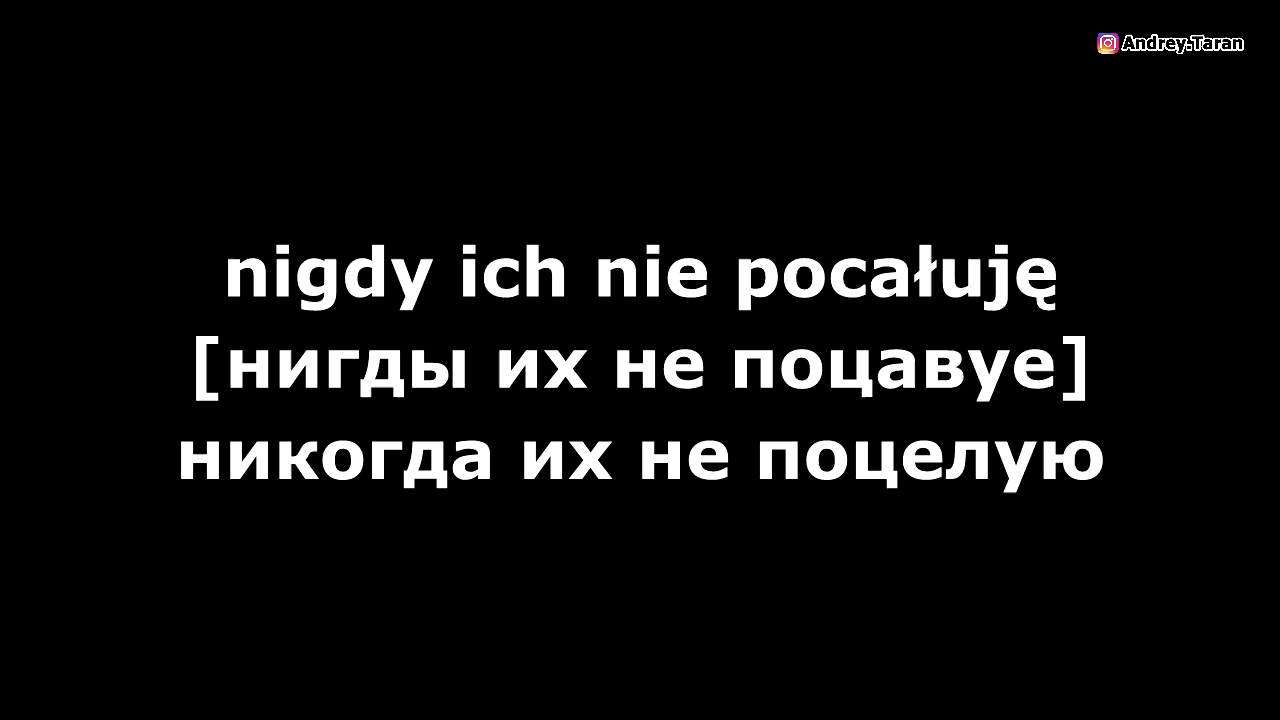 Andrey.Taran
nigdy ich nie pocałuję
[нигды их не поцавуе]
никогда их не поцелую